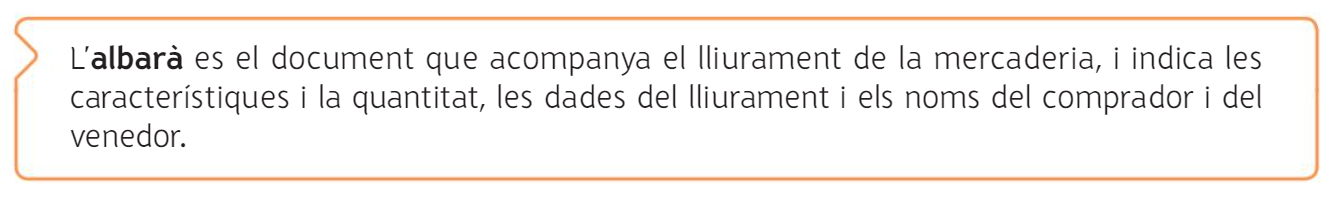 L'albarà es el document que acompanya el lliurament de la mercaderia, i indica les
característiques i la quantitat, les dades del lliurament i els noms del comprador i del
venedor.